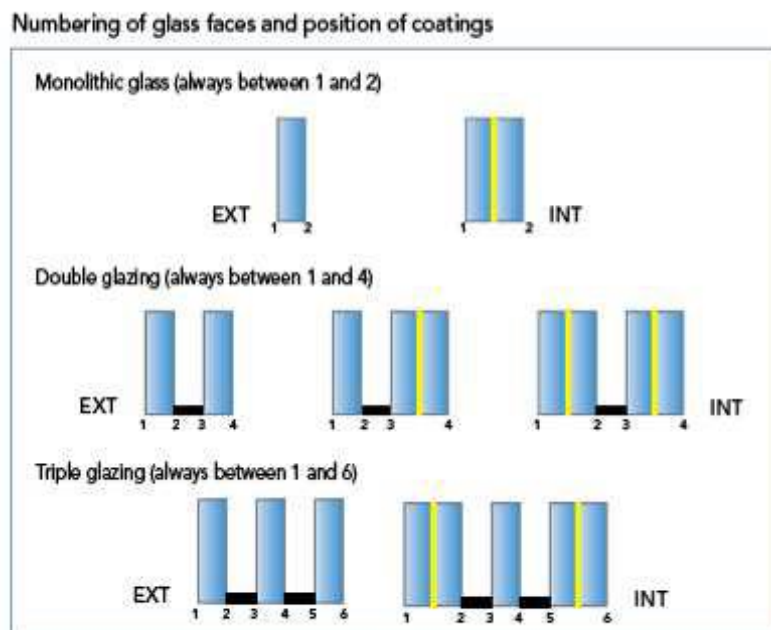 Numbering of glass faces and position of coatings
Monolithic glass (always between 1 and 2)
EXT INT
1 2 1 2
Double glazing (always between 1 and 4)
EXT INT
1 2 3 4 1 2 3 4 1 2 3 4
Triple glazing (always between 1 and 6)
EXT INT
1 2 3 4 5 6 1 2 3 4 5 6